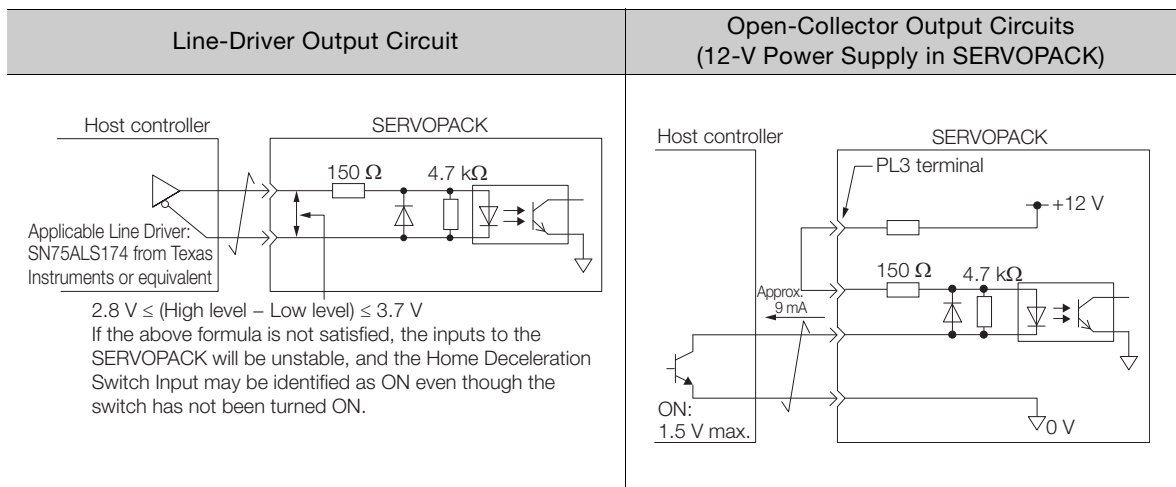 Line-Driver Output Circuit
Open-Collector Output Circuits
(12-V Power Supply in SERVOPACK)
Host controller
SERVOPACK
150 Ω
4.7 kΩ
Applicable Line Driver:
SN75ALS174 from Texas
Instruments or equivalent
2.8 V ≤ (High level – Low level) ≤ 3.7 V
If the above formula is not satisfied, the inputs to the
SERVOPACK will be unstable, and the Home Deceleration
Switch Input may be identified as ON even though the
switch has not been turned ON.
Host controller
SERVOPACK
PL3 terminal
+12 V
150 Ω
4.7 kΩ
Approx.
9 mA
ON:
1.5 V max.
0 V